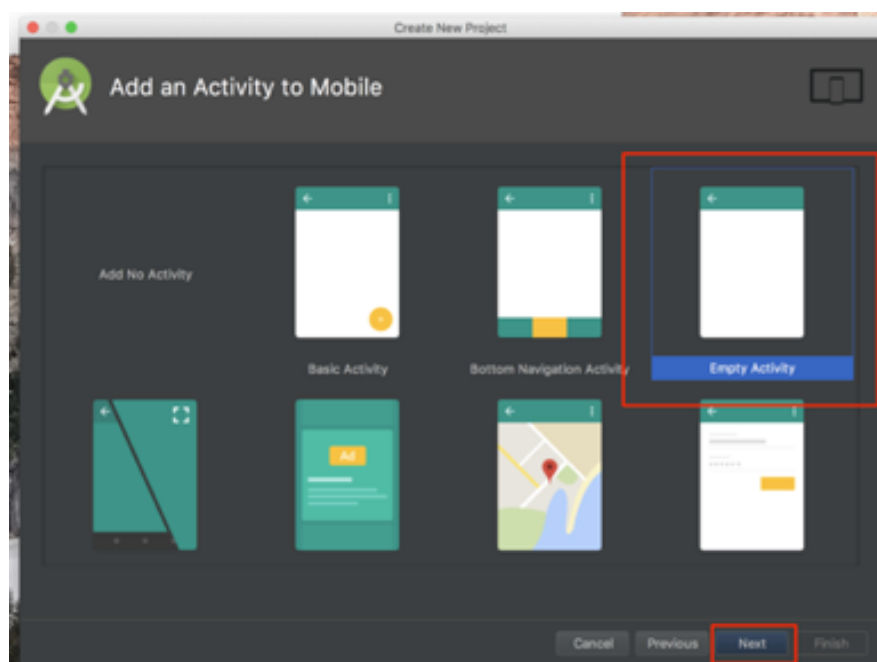 Create New Project
Add an Activity to Mobile
Add No Activity
Basic Activity
Bottom Navigation Activity
Empty Activity
Ad
Cancel Previous Next Finish